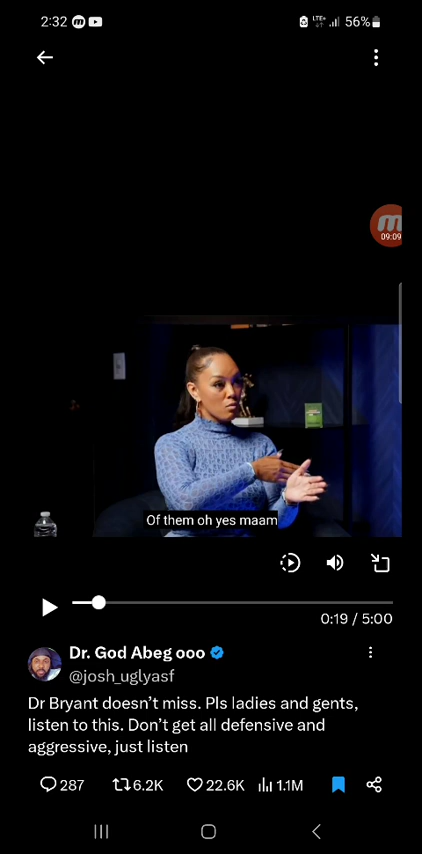 2:32
LTE+
56%
m
09:09
Of them oh yes maam
0:19 / 5:00
Dr. God Abeg ooo
@josh_uglyasf
Dr Bryant doesn't miss. Pls ladies and gents,
listen to this. Don't get all defensive and
aggressive, just listen
287 6.2K 22.6K 1.1M